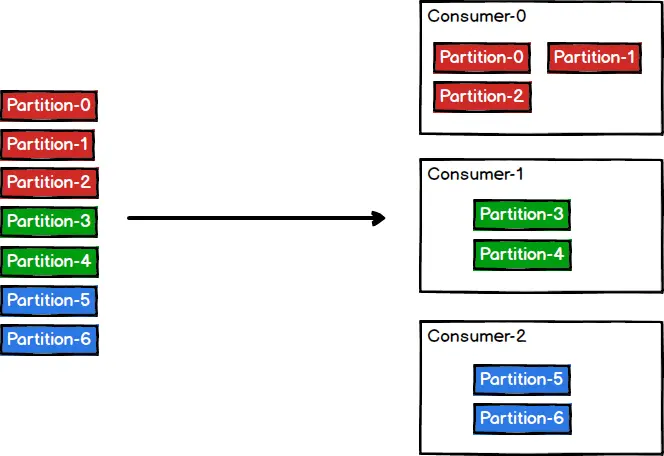 Partition-0
Partition-1
Partition-2
Partition-3
Partition-4
Partition-5
Partition-6
Consumer-0
Partition-0 Partition-1
Partition-2
Consumer-1
Partition-3
Partition-4
Consumer-2
Partition-5
Partition-6